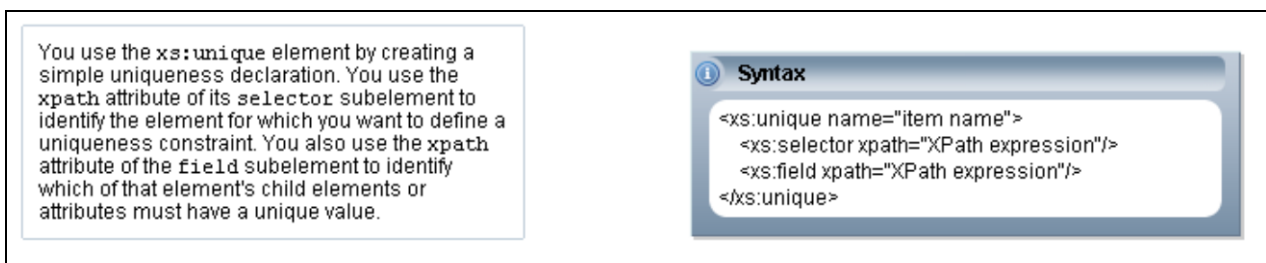 You use the xs:unique element by creating a
simple uniqueness declaration. You use the
xpath attribute of its selector subelement to
identify the element for which you want to define a
uniqueness constraint. You also use the xpath
attribute of the field subelement to identify
which of that element's child elements or
attributes must have a unique value.
Syntax
<xs:unique name="item name">
<xs:selector xpath="XPath expression"/>
<xs:field xpath="XPath expression"/>
</xs:unique>